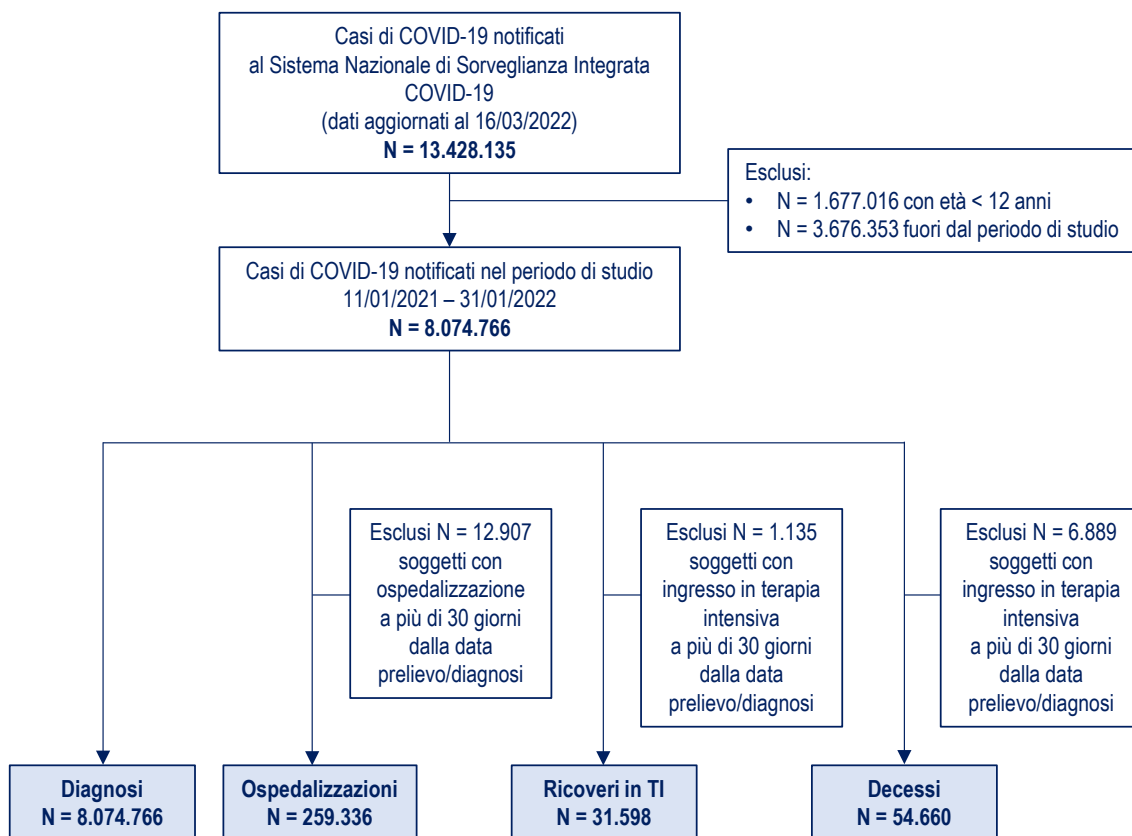 Casi di COVID-19 notificati
al Sistema Nazionale di Sorveglianza Integrata
COVID-19
(dati aggiornati al 16/03/2022)
N = 13.428.135
Esclusi:
• N = 1.677.016 con età < 12 anni
• N = 3.676.353 fuori dal periodo di studio
Casi di COVID-19 notificati nel periodo di studio
11/01/2021 – 31/01/2022
N = 8.074.766
Esclusi N = 12.907
soggetti con
ospedalizzazione
a più di 30 giorni
dalla data
prelievo/diagnosi
Esclusi N = 1.135
soggetti con
ingresso in terapia
intensiva
a più di 30 giorni
dalla data
prelievo/diagnosi
Esclusi N = 6.889
soggetti con
ingresso in terapia
intensiva
a più di 30 giorni
dalla data
prelievo/diagnosi
Diagnosi
N = 8.074.766
Ospedalizzazioni
N = 259.336
Ricoveri in TI
N = 31.598
Decessi
N = 54.660